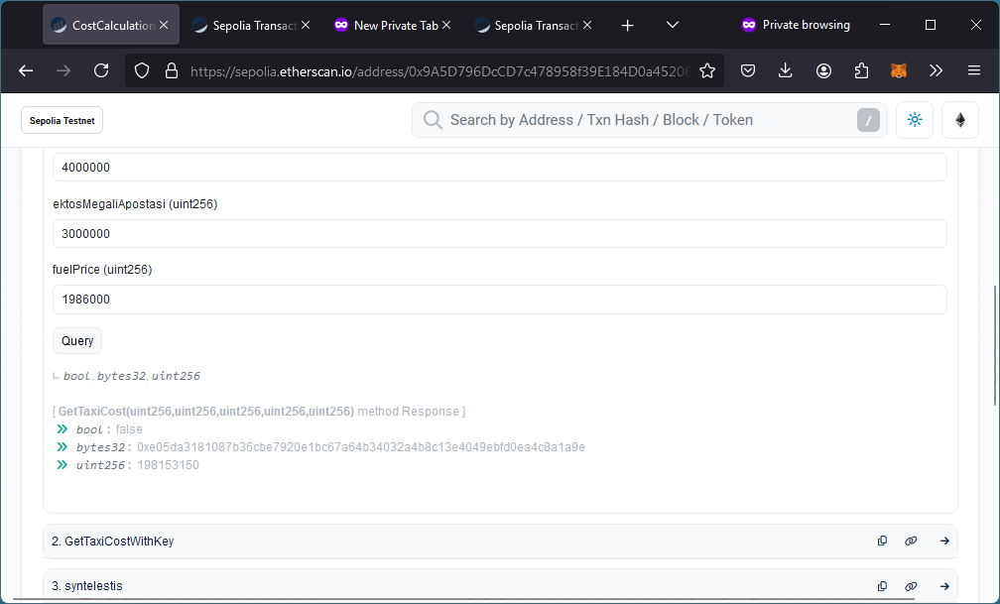 CostCalculation
Sepolia Transact
New Private Tab
Sepolia Transact
Private browsing
https://sepolia.etherscan.io/address/0x9A5D796DcCD7c478958f39E184D0a45206
Sepolia Testnet
Search by Address / Txn Hash / Block / Token
/
4000000
ektosMegaliApostasi (uint256)
3000000
fuelPrice (uint256)
1986000
Query
bool, bytes32, uint256
[ GetTaxiCost(uint256,uint256,uint256,uint256,uint256) method Response ]
bool : false
bytes32 : 0xe05da3181087b36cbe7920e1bc67a64b34032a4b8c13e4049ebfd0ea4c8a1a9e
uint256 : 198153150
2. GetTaxiCostWithKey
3. syntelestis